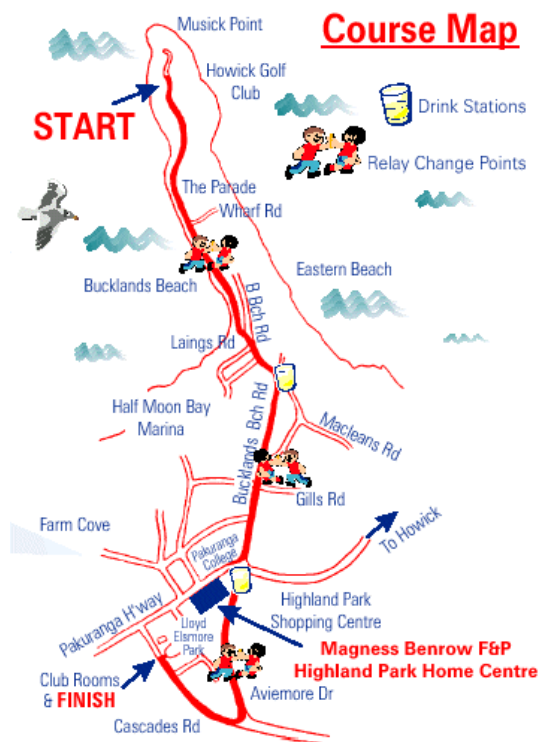 Course Map
Musick Point
Howick Golf
Club
Drink Stations
START
Relay Change Points
The Parade
Wharf Rd
Eastern Beach
Bucklands Beach
B Bch Rd
Laings Rd
Half Moon Bay
Marina
Macleans Rd
Bucklands Bch Rd
Gills Rd
To Howick
Farm Cove
Pakuranga
College
Highland Park
Shopping Centre
Pakuranga H'way
Lloyd
Elsmore
Park
Magness Benrow F&P
Highland Park Home Centre
Club Rooms
& FINISH
Aviemore Dr
Cascades Rd